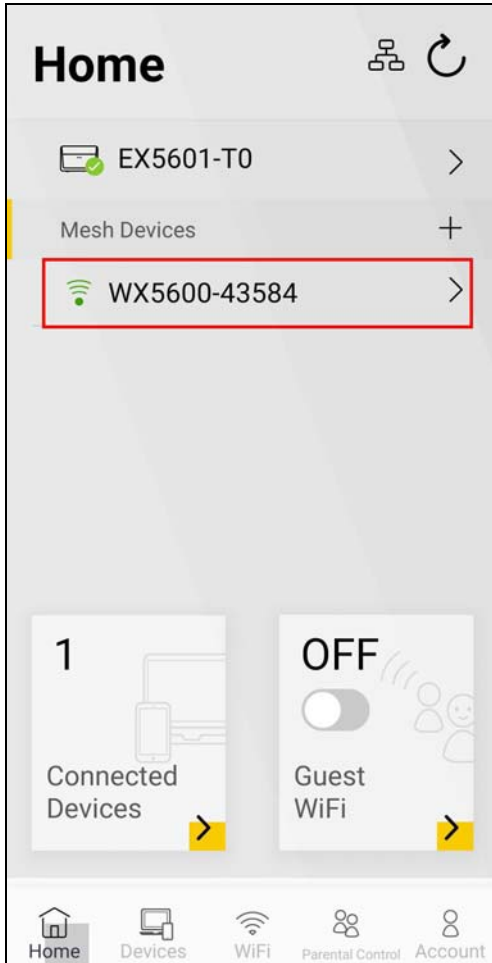 Home
EX5601-T0
Mesh Devices
WX5600-43584
1
Connected
Devices
OFF
Guest
WiFi
Home
Devices
WiFi
Parental Control
Account